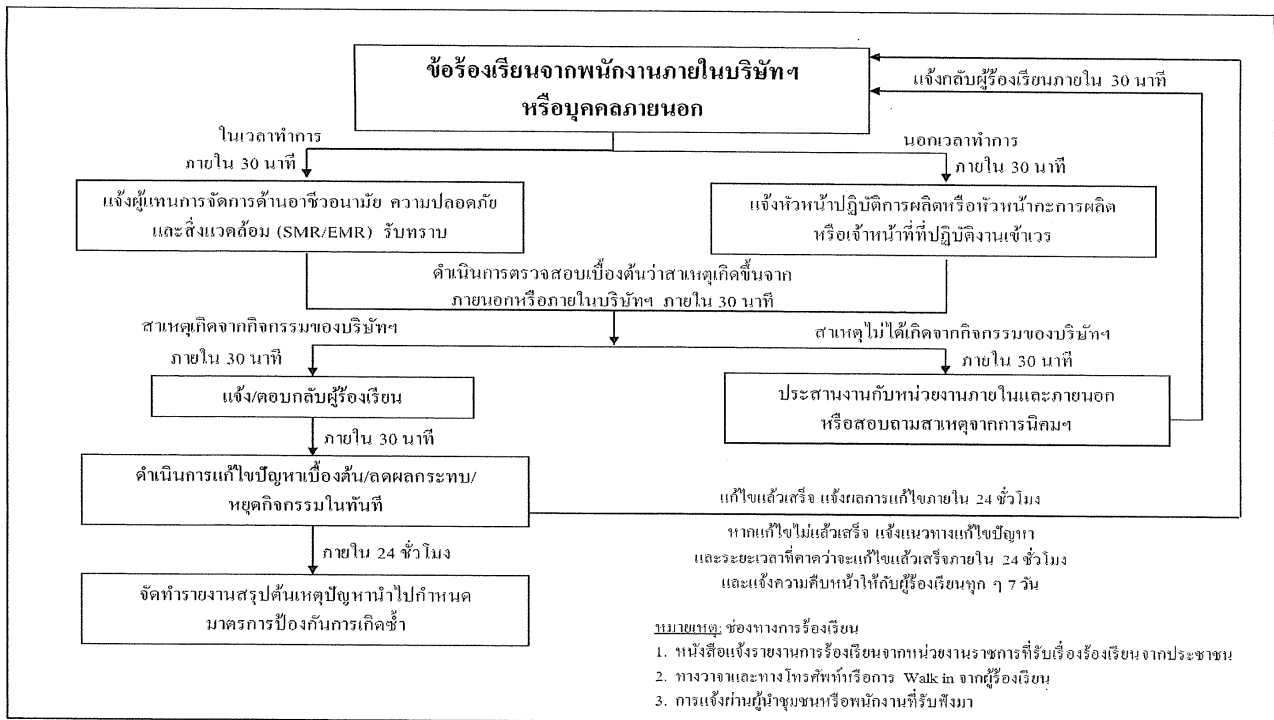 ข้อร้องเรียนจากพนักงานภายในบริษัทฯ
หรือบุคคลภายนอก
แจ้งกลับผู้ร้องเรียนภายใน 30 นาที
ในเวลาทำการ
ภายใน 30 นาที
นอกเวลาทำการ
ภายใน 30 นาที
แจ้งผู้แทนการจัดการด้านอาชีวอนามัย ความปลอดภัย
และสิ่งแวดล้อม (SMR/EMR) รับทราบ
แจ้งหัวหน้าปฏิบัติการผลิตหรือหัวหน้ากะการผลิต
หรือเจ้าหน้าที่ที่ปฏิบัติงานเข้าเวร
ดำเนินการตรวจสอบเบื้องต้นว่าสาเหตุเกิดขึ้นจาก
ภายนอกหรือภายในบริษัทฯ ภายใน 30 นาที
สาเหตุเกิดจากกิจกรรมของบริษัทฯ
ภายใน 30 นาที
สาเหตุไม่ได้เกิดจากกิจกรรมของบริษัทฯ
ภายใน 30 นาที
แจ้ง/ตอบกลับผู้ร้องเรียน
ประสานงานกับหน่วยงานภายในและภายนอก
หรือสอบถามสาเหตุจากการนิคมฯ
ภายใน 30 นาที
ดำเนินการแก้ไขปัญหาเบื้องต้น/ลดผลกระทบ/
หยุดกิจกรรมในทันที
แก้ไขแล้วเสร็จ แจ้งผลการแก้ไขภายใน 24 ชั่วโมง
หากแก้ไขไม่แล้วเสร็จ แจ้งแนวทางแก้ไขปัญหา
และระยะเวลาที่คาดว่าจะแก้ไขแล้วเสร็จภายใน 24 ชั่วโมง
และแจ้งความคืบหน้าให้กับผู้ร้องเรียนทุก ๆ 7 วัน
ภายใน 24 ชั่วโมง
จัดทำรายงานสรุปต้นเหตุปัญหานำไปกำหนด
มาตรการป้องกันการเกิดซ้ำ
หมายเหตุ: ช่องทางการร้องเรียน
1. หนังสือแจ้งรายงานการร้องเรียนจากหน่วยงานราชการที่รับเรื่องร้องเรียนจากประชาชน
2. ทางวาจาและทางโทรศัพท์หรือการ Walk in จากผู้ร้องเรียน
3. การแจ้งผ่านผู้นำชุมชนหรือพนักงานที่รับฟังมา